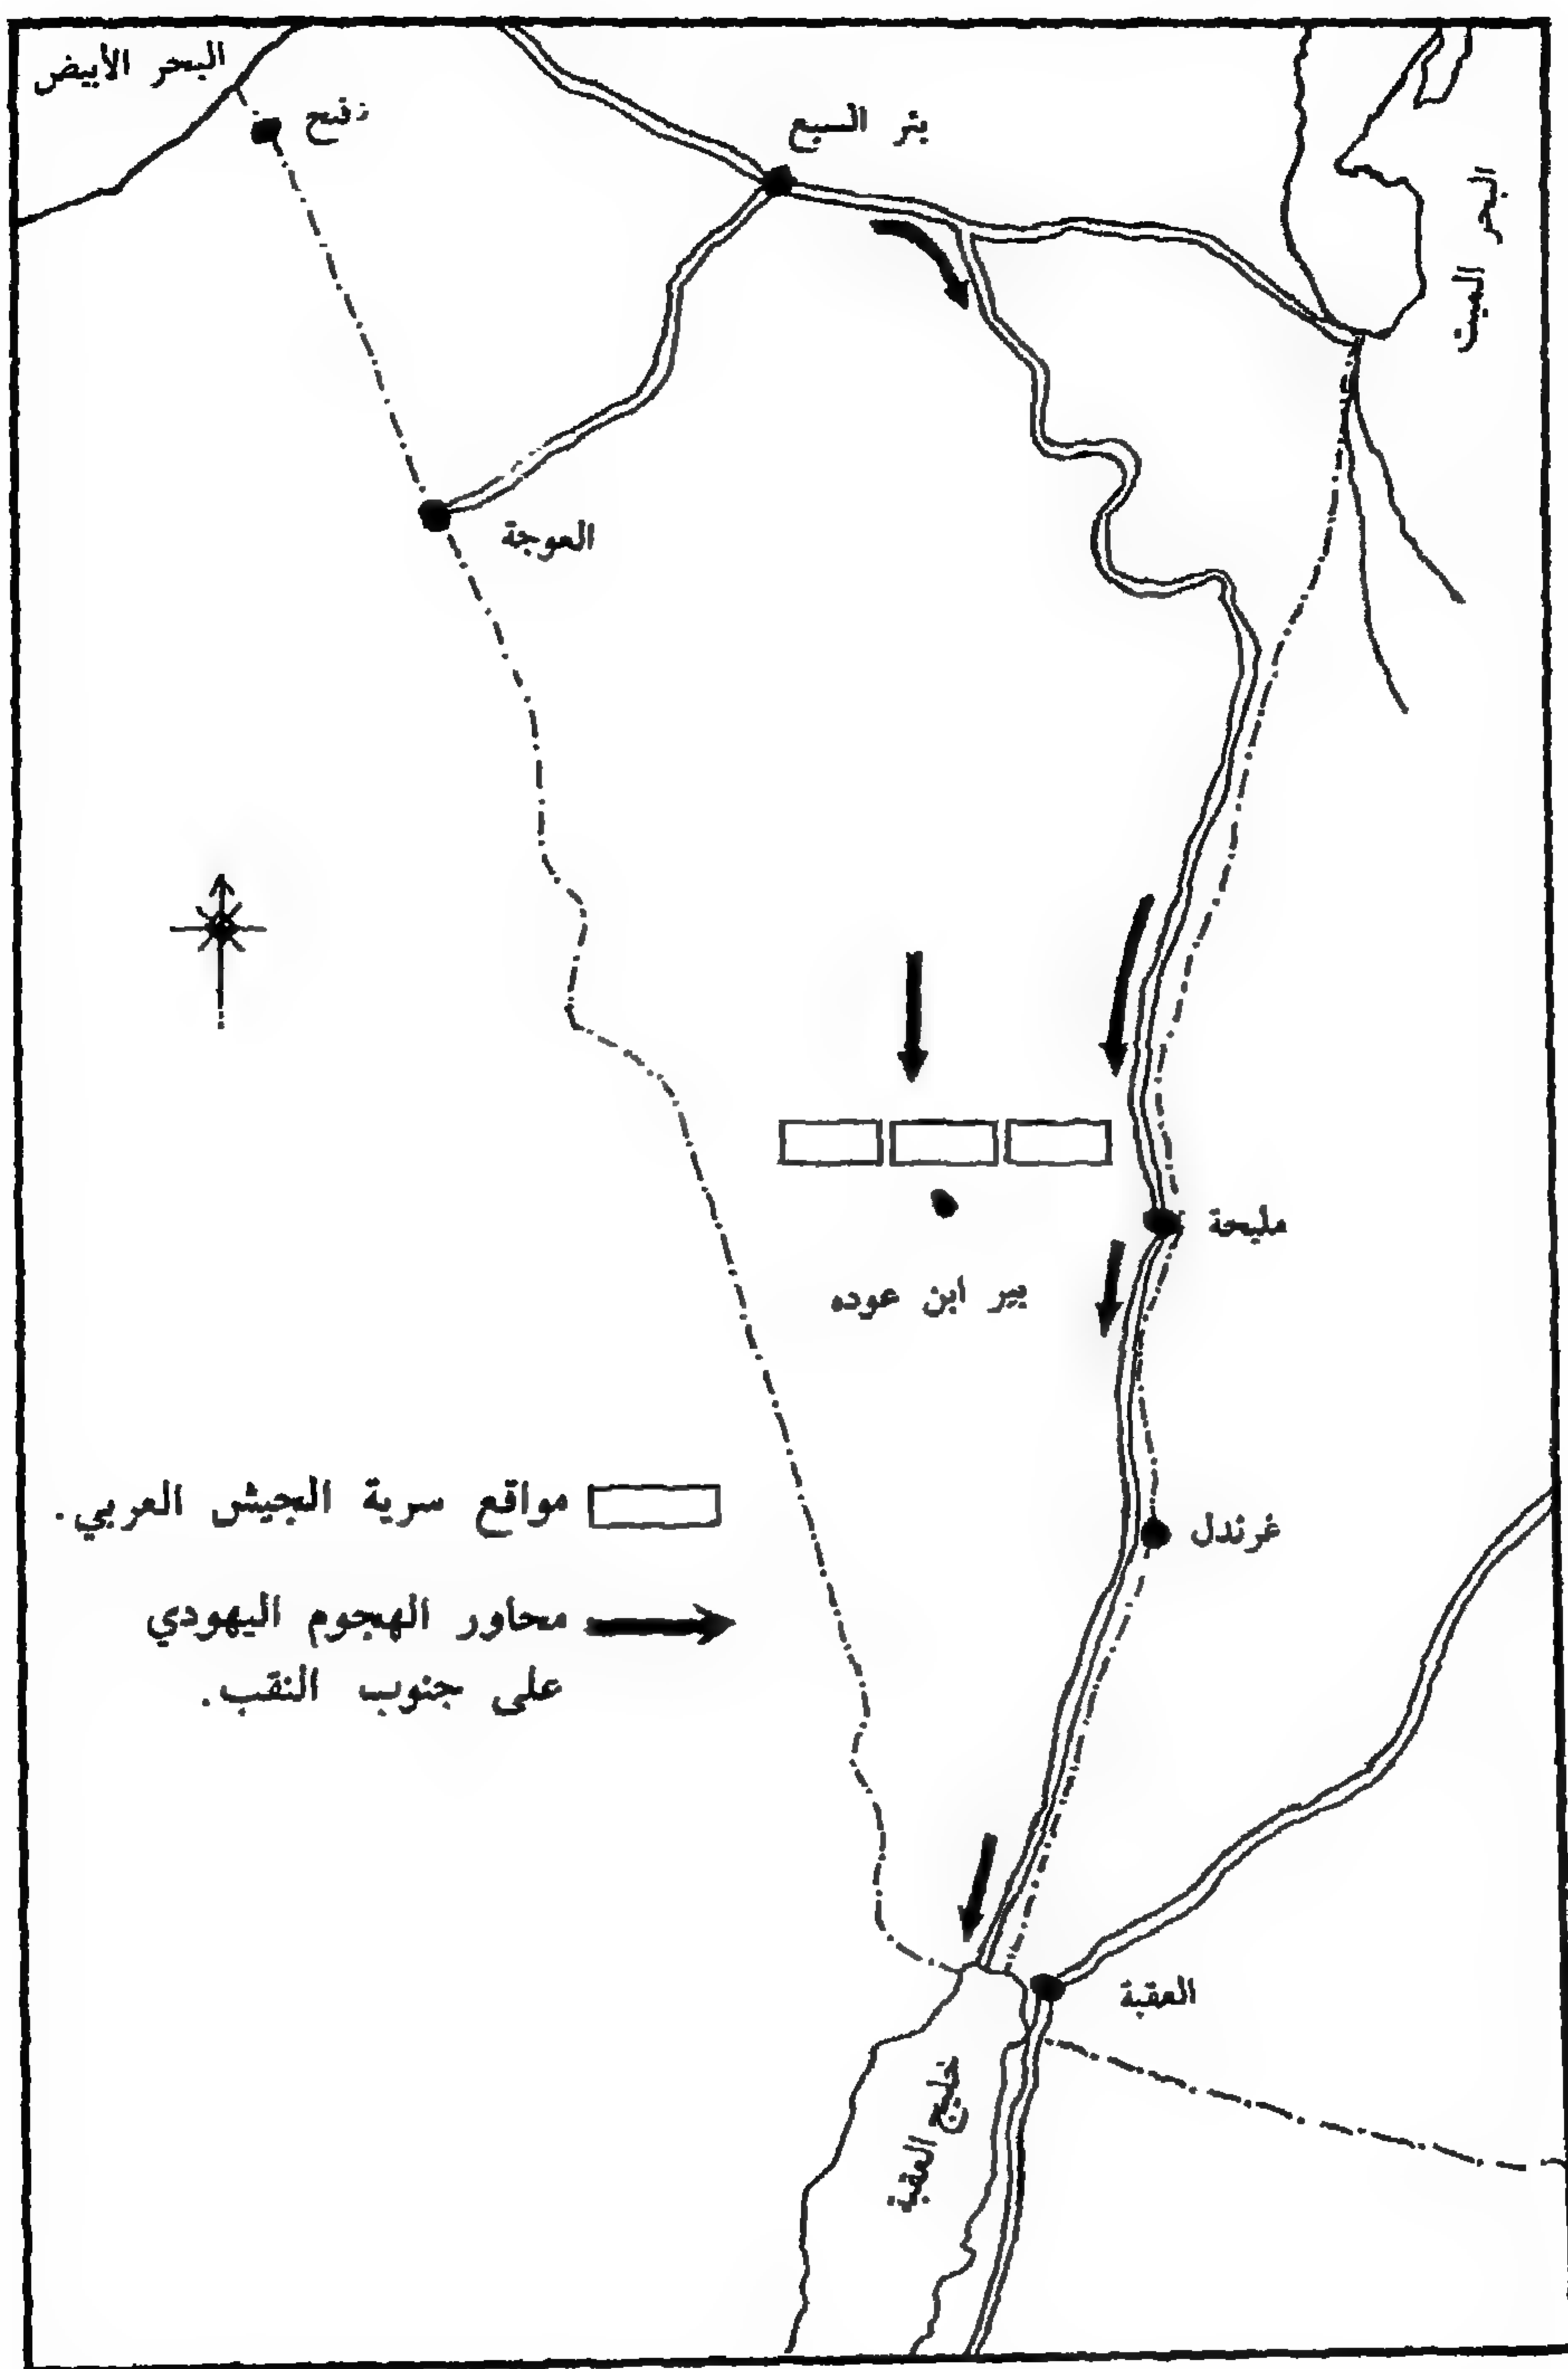 البحر الأبيض
رفح
بئر السبع
البحر الميت
العوجة
مليحة
بير ابن عوده
مواقع سرية الجيش العربي.
غرندل
محاور الهجوم اليهودي
على جنوب النقب.
العقبة
خليج العقبة